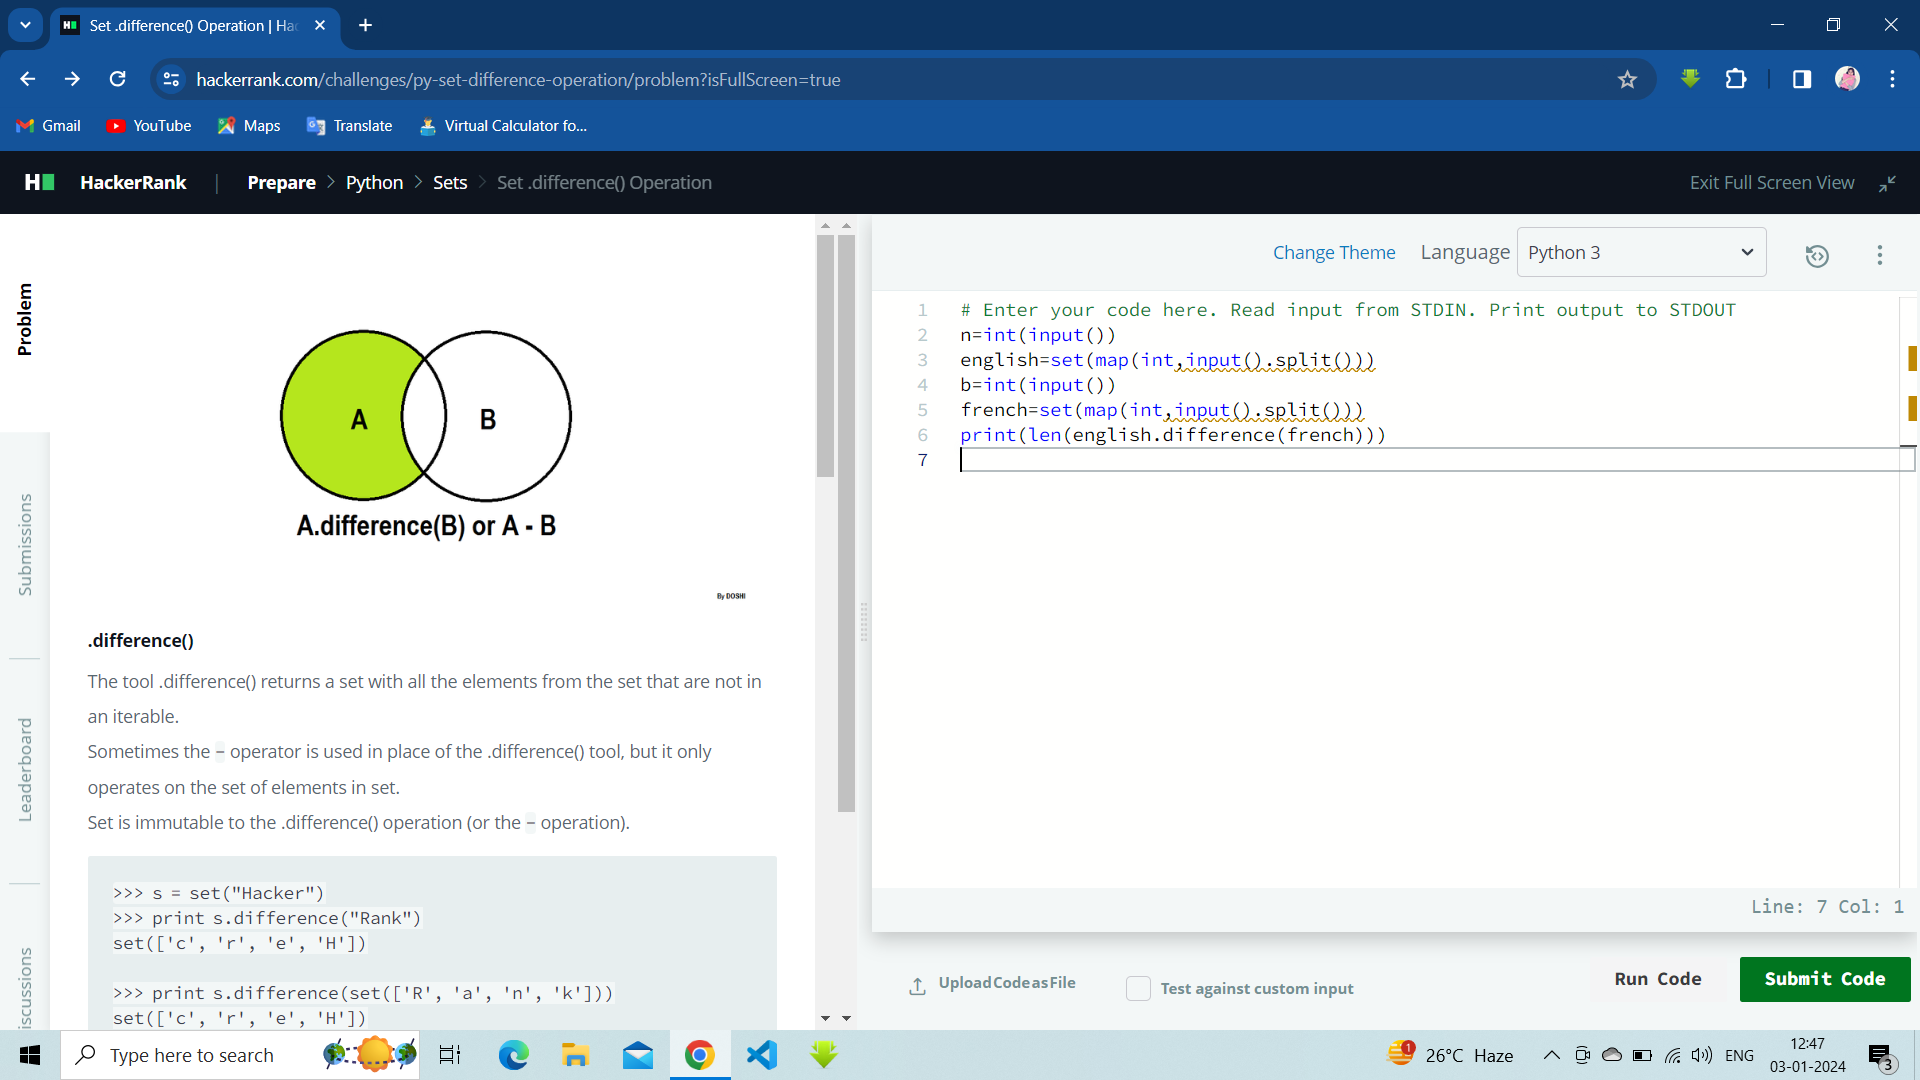 Set .difference() Operation | Hac
hackerrank.com/challenges/py-set-difference-operation/problem?isFullScreen=true
Gmail YouTube Maps Translate Virtual Calculator fo...
HackerRank | Prepare > Python > Sets > Set .difference() Operation Exit Full Screen View
Problem
Submissions
Leaderboard
iscussions
A B
A.difference(B) or A - B
By DOSHI
.difference()
The tool .difference() returns a set with all the elements from the set that are not in
an iterable.
Sometimes the - operator is used in place of the .difference() tool, but it only
operates on the set of elements in set.
Set is immutable to the .difference() operation (or the - operation).
>>> s = set("Hacker")
>>> print s.difference("Rank")
set(['c', 'r', 'e', 'H'])
>>> print s.difference(set(['R', 'a', 'n', 'k']))
set(['c', 'r', 'e', 'H'])
Change Theme Language Python 3
1 # Enter your code here. Read input from STDIN. Print output to STDOUT
2 n=int(input())
3 english=set(map(int,input().split()))
4 b=int(input())
5 french=set(map(int,input().split()))
6 print(len(english.difference(french)))
7
Line: 7 Col: 1
Upload Code as File Test against custom input Run Code Submit Code
Type here to search 1 26°C Haze ENG 12:47
03-01-2024 3